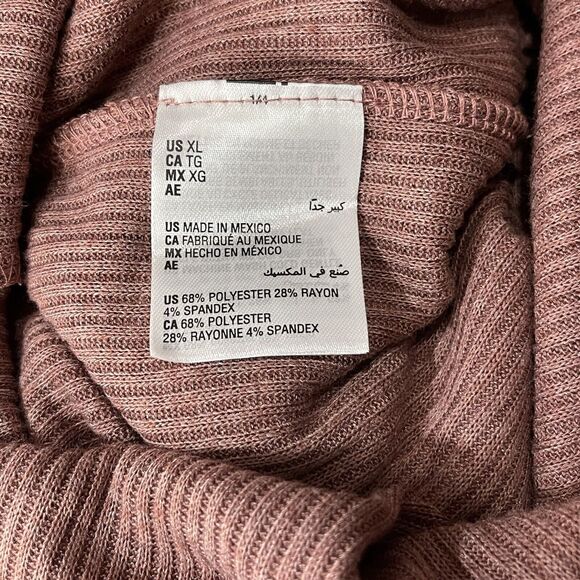 US XL
CA TG
MX XG
AE
كبير جدًا
US MADE IN MEXICO
CA FABRIQUÉ AU MEXIQUE
MX HECHO EN MÉXICO
AE
صُنع في المكسيك
US 68% POLYESTER 28% RAYON
4% SPANDEX
CA 68% POLYESTER
28% RAYONNE 4% SPANDEX